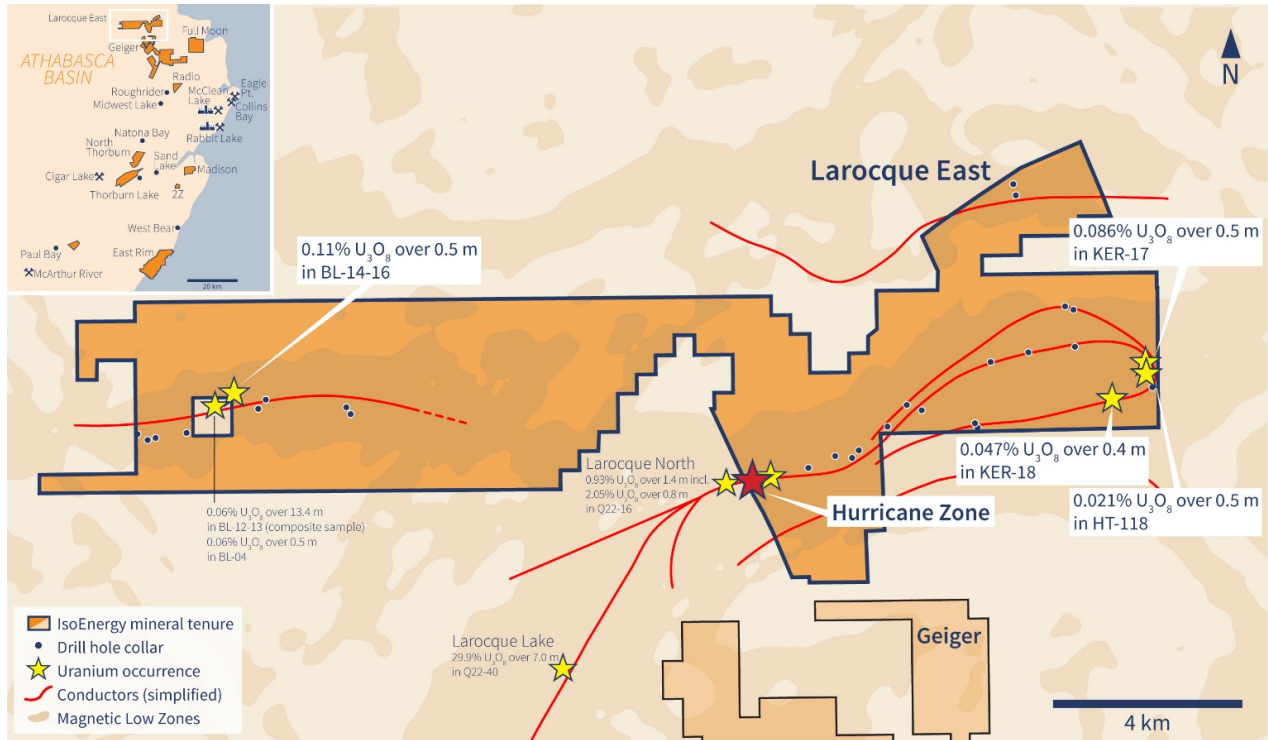 Larocque East
Full Moon
Geiger
ATHABASCA
BASIN
Radio
Roughrider
Midwest Lake
McClean
Lake
Eagle
Pt.
Collins
Bay
Rabbit Lake
Natona Bay
North
Thorburn
Sand
Lake
Madison
Cigar Lake
Thorburn Lake
2Z
West Bear
Paul Bay
East Rim
McArthur River
20 km
N
Larocque East
0.11% U₃O₈ over 0.5 m
in BL-14-16
0.086% U₃O₈ over 0.5 m
in KER-17
0.047% U₃O₈ over 0.4 m
in KER-18
0.021% U₃O₈ over 0.5 m
in HT-118
Larocque North
0.93% U₃O₈ over 1.4 m incl.
2.05% U₃O₈ over 0.8 m
in Q22-16
Hurricane Zone
0.06% U₃O₈ over 13.4 m
in BL-12-13 (composite sample)
0.06% U₃O₈ over 0.5 m
in BL-04
Larocque Lake
29.9% U₃O₈ over 7.0 m
in Q22-40
Geiger
IsoEnergy mineral tenure
Drill hole collar
Uranium occurrence
Conductors (simplified)
Magnetic Low Zones
4 km